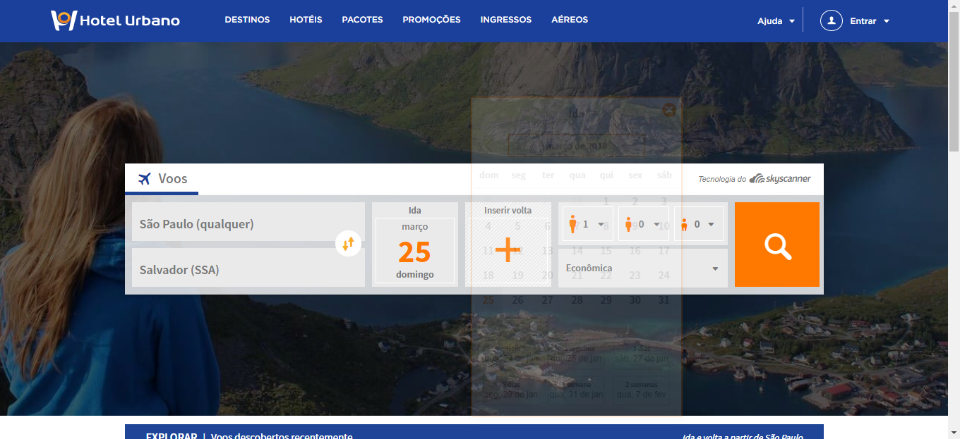 Hotel Urbano
DESTINOS HOTÉIS PACOTES PROMOÇÕES INGRESSOS AÉREOS
Ajuda
Entrar
Voos
Tecnologia do skyscanner
São Paulo (qualquer)
Salvador (SSA)
Ida
março
25
domingo
Inserir volta
+
1 0 0
Econômica
dom seg ter qua qui sex sáb
1 2 3
4 5 6 7 8 9 10
11 12 13 14 15 16 17
18 19 20 21 22 23 24
25 26 27 28 29 30 31
EXPLORAR | Voos descobertos recentemente
Ida e volta a partir de São Paulo